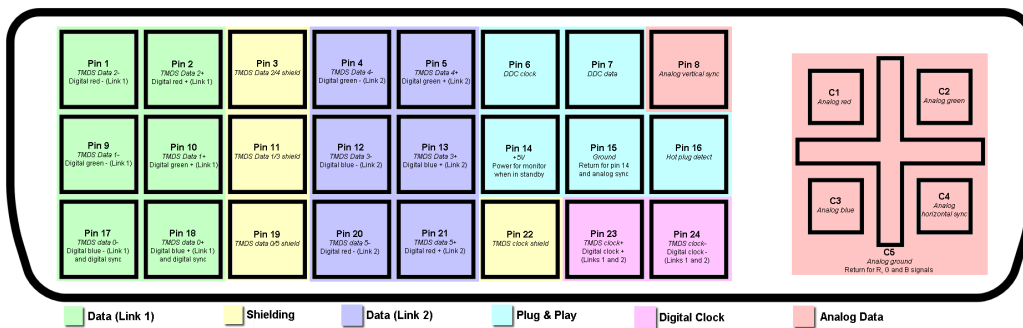 Pin 1
TMDS Data 2-
Digital red - (Link 1)
Pin 2
TMDS Data 2+
Digital red + (Link 1)
Pin 3
TMDS Data 2/4 shield
Pin 4
TMDS Data 4-
Digital green - (Link 2)
Pin 5
TMDS Data 4+
Digital green + (Link 2)
Pin 6
DDC clock
Pin 7
DDC data
Pin 8
Analog vertical sync
Pin 9
TMDS Data 1-
Digital green - (Link 1)
Pin 10
TMDS Data 1+
Digital green + (Link 1)
Pin 11
TMDS Data 1/3 shield
Pin 12
TMDS Data 3-
Digital blue - (Link 2)
Pin 13
TMDS Data 3+
Digital blue + (Link 2)
Pin 14
+5V
Power for monitor
when in standby
Pin 15
Ground
Return for pin 14
and analog sync
Pin 16
Hot plug detect
Pin 17
TMDS data 0-
Digital blue - (Link 1)
and digital sync
Pin 18
TMDS data 0+
Digital blue + (Link 1)
and digital sync
Pin 19
TMDS data 0/5 shield
Pin 20
TMDS data 5-
Digital red - (Link 2)
Pin 21
TMDS data 5+
Digital red + (Link 2)
Pin 22
TMDS clock shield
Pin 23
TMDS clock+
Digital clock +
(Links 1 and 2)
Pin 24
TMDS clock-
Digital clock-
(Links 1 and 2)
C1
Analog red
C2
Analog green
C3
Analog blue
C4
Analog
horizontal sync
C5
Analog ground
Return for R, 0 and B signals
Data (Link 1)
Shielding
Data (Link 2)
Plug & Play
Digital Clock
Analog Data